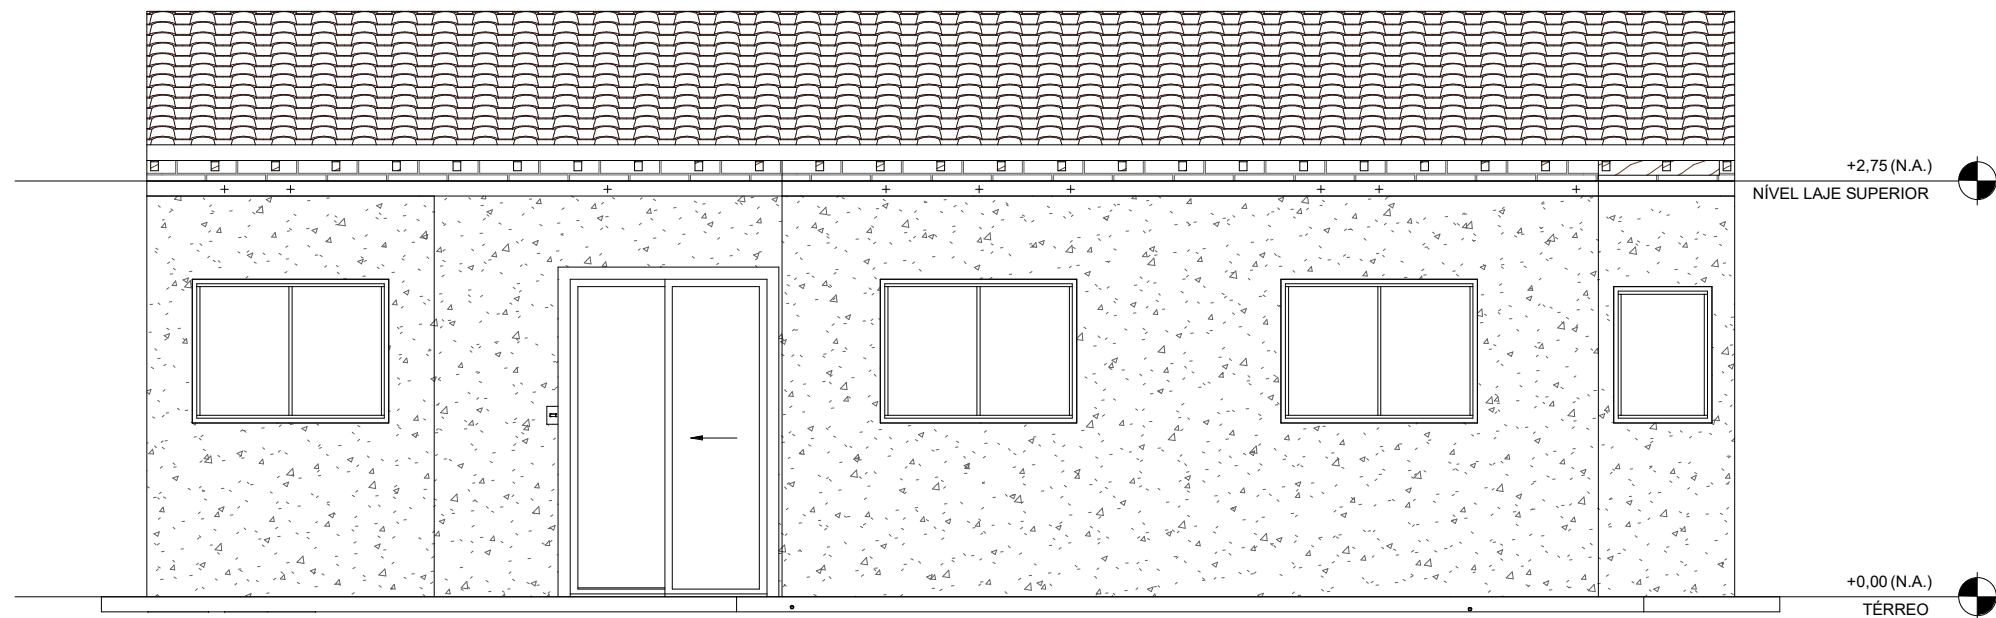 +2,75 (N.A.)
NÍVEL LAJE SUPERIOR
+0,00 (N.A.)
TÉRREO